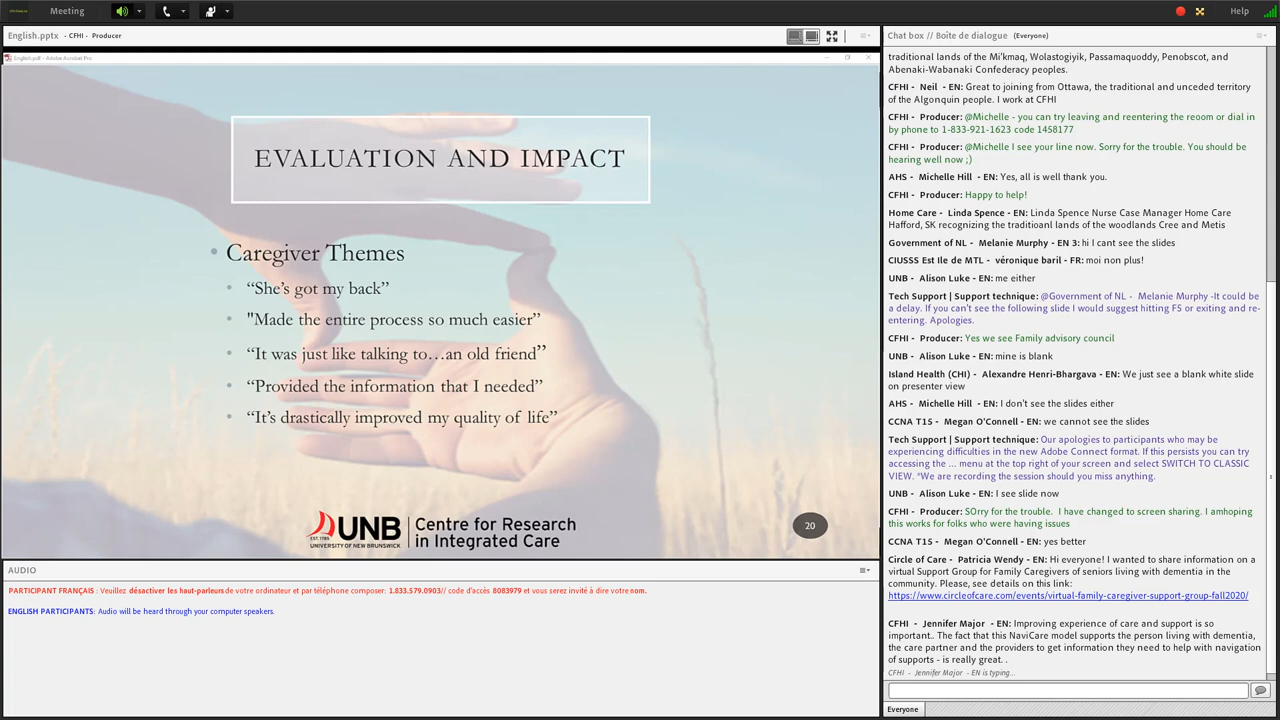 Meeting
Help
English.pptx - CFHI - Producer
English.pdf - Adobe Acrobat Pro
EVALUATION AND IMPACT
• Caregiver Themes
• “She’s got my back”
• "Made the entire process so much easier”
• “It was just like talking to…an old friend”
• “Provided the information that I needed”
• “It’s drastically improved my quality of life”
EST. 1785
UNB
UNIVERSITY OF NEW BRUNSWICK
Centre for Research
in Integrated Care
20
AUDIO
PARTICIPANT FRANÇAIS : Veuillez désactiver les haut-parleurs de votre ordinateur et par téléphone composer: 1.833.579.0903// code d'accès 8083979 et vous serez invité à dire votre nom.
ENGLISH PARTICIPANTS: Audio will be heard through your computer speakers.
Chat box // Boîte de dialogue (Everyone)
traditional lands of the Mi'kmaq, Wolastogiyik, Passamaquoddy, Penobscot, and
Abenaki-Wabanaki Confederacy peoples.
CFHI - Neil - EN: Great to joining from Ottawa, the traditional and unceded territory
of the Algonquin people. I work at CFHI
CFHI - Producer: @Michelle - you can try leaving and reentering the reoom or dial in
by phone to 1-833-921-1623 code 1458177
CFHI - Producer: @Michelle I see your line now. Sorry for the trouble. You should be
hearing well now ;)
AHS - Michelle Hill - EN: Yes, all is well thank you.
CFHI - Producer: Happy to help!
Home Care - Linda Spence - EN: Linda Spence Nurse Case Manager Home Care
Hafford, SK recognizing the traditioanl lands of the woodlands Cree and Metis
Government of NL - Melanie Murphy - EN 3: hi I cant see the slides
CIUSSS Est Ile de MTL - véronique baril - FR: moi non plus!
UNB - Alison Luke - EN: me either
Tech Support | Support technique: @Government of NL - Melanie Murphy -It could be
a delay. If you can't see the following slide I would suggest hitting F5 or exiting and re-
entering. Apologies.
CFHI - Producer: Yes we see Family advisory council
UNB - Alison Luke - EN: mine is blank
Island Health (CHI) - Alexandre Henri-Bhargava - EN: We just see a blank white slide
on presenter view
AHS - Michelle Hill - EN: I don't see the slides either
CCNA T15 - Megan O'Connell - EN: we cannot see the slides
Tech Support | Support technique: Our apologies to participants who may be
experiencing difficulties in the new Adobe Connect format. If this persists you can try
accessing the ... menu at the top right of your screen and select SWITCH TO CLASSIC
VIEW. *We are recording the session should you miss anything.
UNB - Alison Luke - EN: I see slide now
CFHI - Producer: SOrry for the trouble. I have changed to screen sharing. I amhoping
this works for folks who were having issues
CCNA T15 - Megan O'Connell - EN: yes better
Circle of Care - Patricia Wendy - EN: Hi everyone! I wanted to share information on a
virtual Support Group for Family Caregivers of seniors living with dementia in the
community. Please, see details on this link:
https://www.circleofcare.com/events/virtual-family-caregiver-support-group-fall2020/
CFHI - Jennifer Major - EN: Improving experience of care and support is so
important.. The fact that this NaviCare model supports the person living with dementia,
the care partner and the providers to get information they need to help with navigation
of supports - is really great. .
CFHI - Jennifer Major - EN is typing...
Everyone